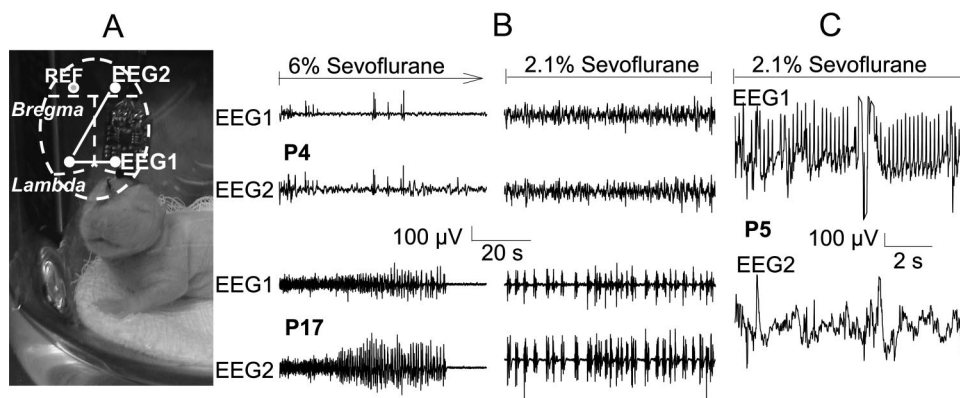 A
REF
EEG2
Bregma
EEG1
Lambda
B
6% Sevoflurane
2.1% Sevoflurane
EEG1
P4
EEG2
100 µV
20 s
EEG1
P17
EEG2
C
2.1% Sevoflurane
EEG1
P5
100 µV
2 s
EEG2